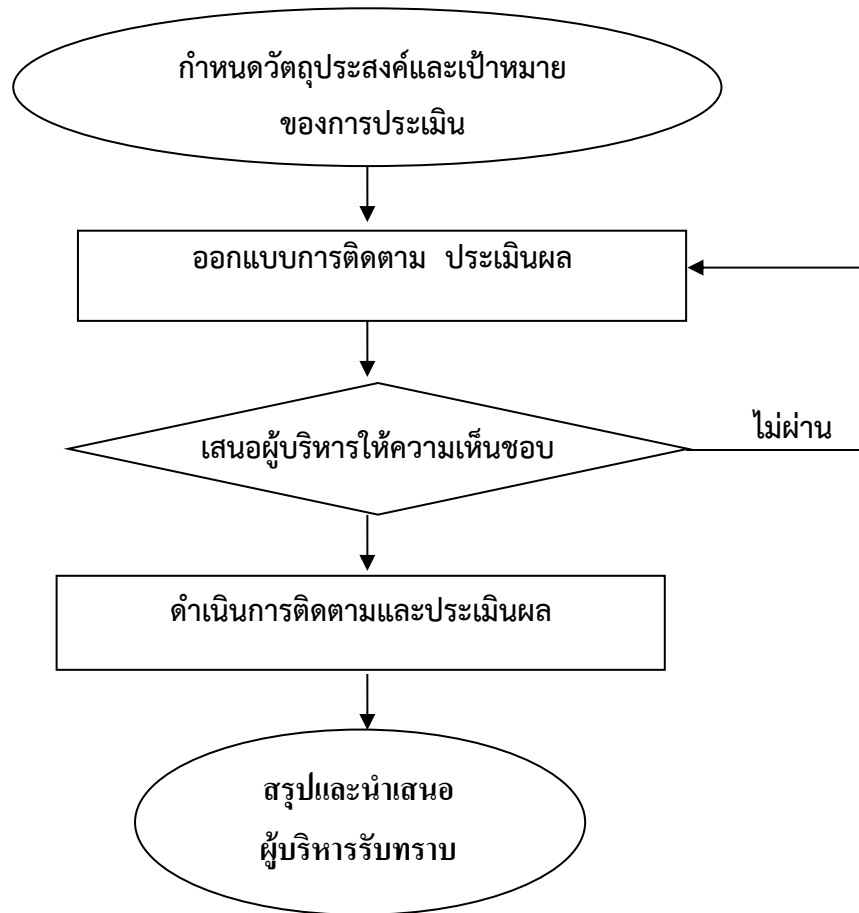 กำหนดวัตถุประสงค์และเป้าหมาย
ของการประเมิน
ออกแบบการติดตาม ประเมินผล
เสนอผู้บริหารให้ความเห็นชอบ
ไม่ผ่าน
ดำเนินการติดตามและประเมินผล
สรุปและนำเสนอ
ผู้บริหารรับทราบ